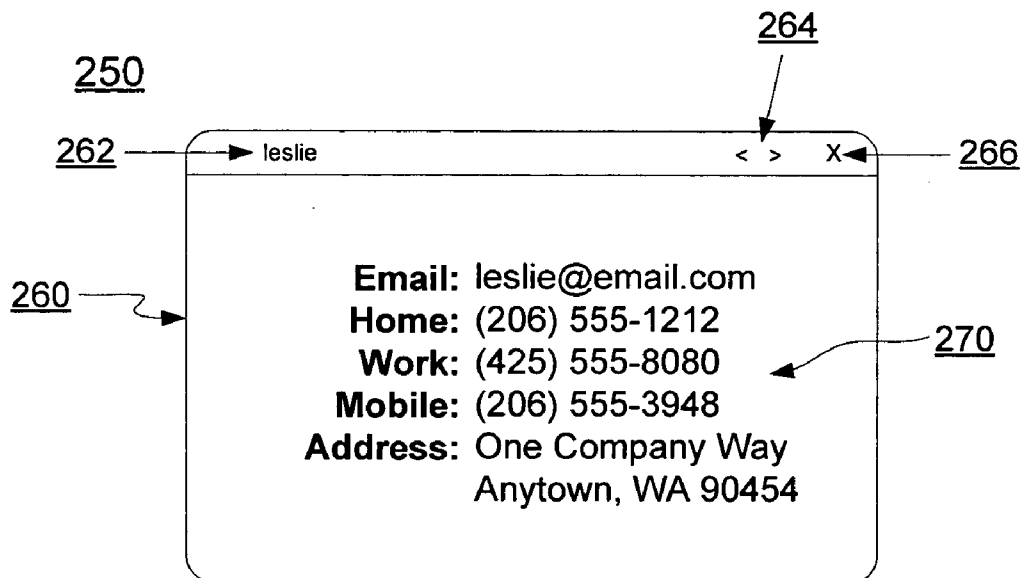 264
250
262 leslie < > X 266
Email: leslie@email.com
260
Home: (206) 555-1212
270
Work: (425) 555-8080
Mobile: (206) 555-3948
Address: One Company Way
Anytown, WA 90454